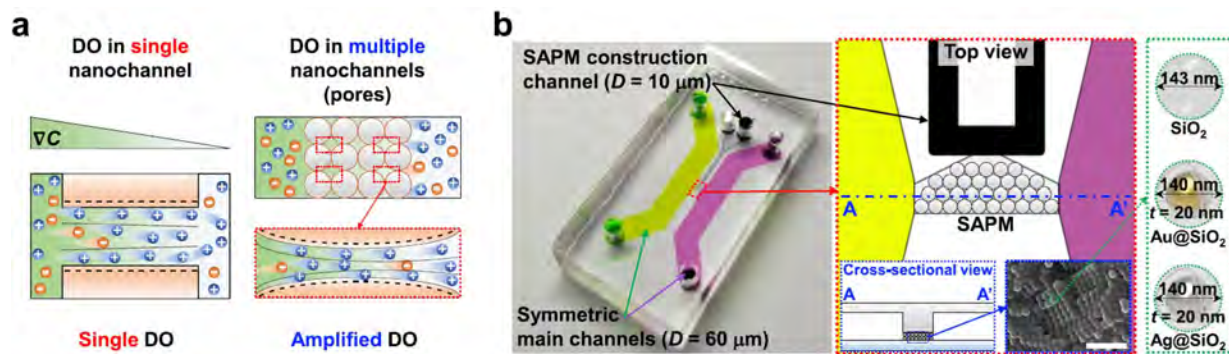 a
DO in single
nanochannel
∇C
Single DO
DO in multiple
nanochannels
(pores)
Amplified DO
b
SAPM construction
channel (D = 10 μm)
Symmetric
main channels (D = 60 μm)
Top view
A
A'
SAPM
Cross-sectional view
A
A'
143 nm
SiO₂
140 nm
t = 20 nm
Au@SiO₂
140 nm
t = 20 nm
Ag@SiO₂